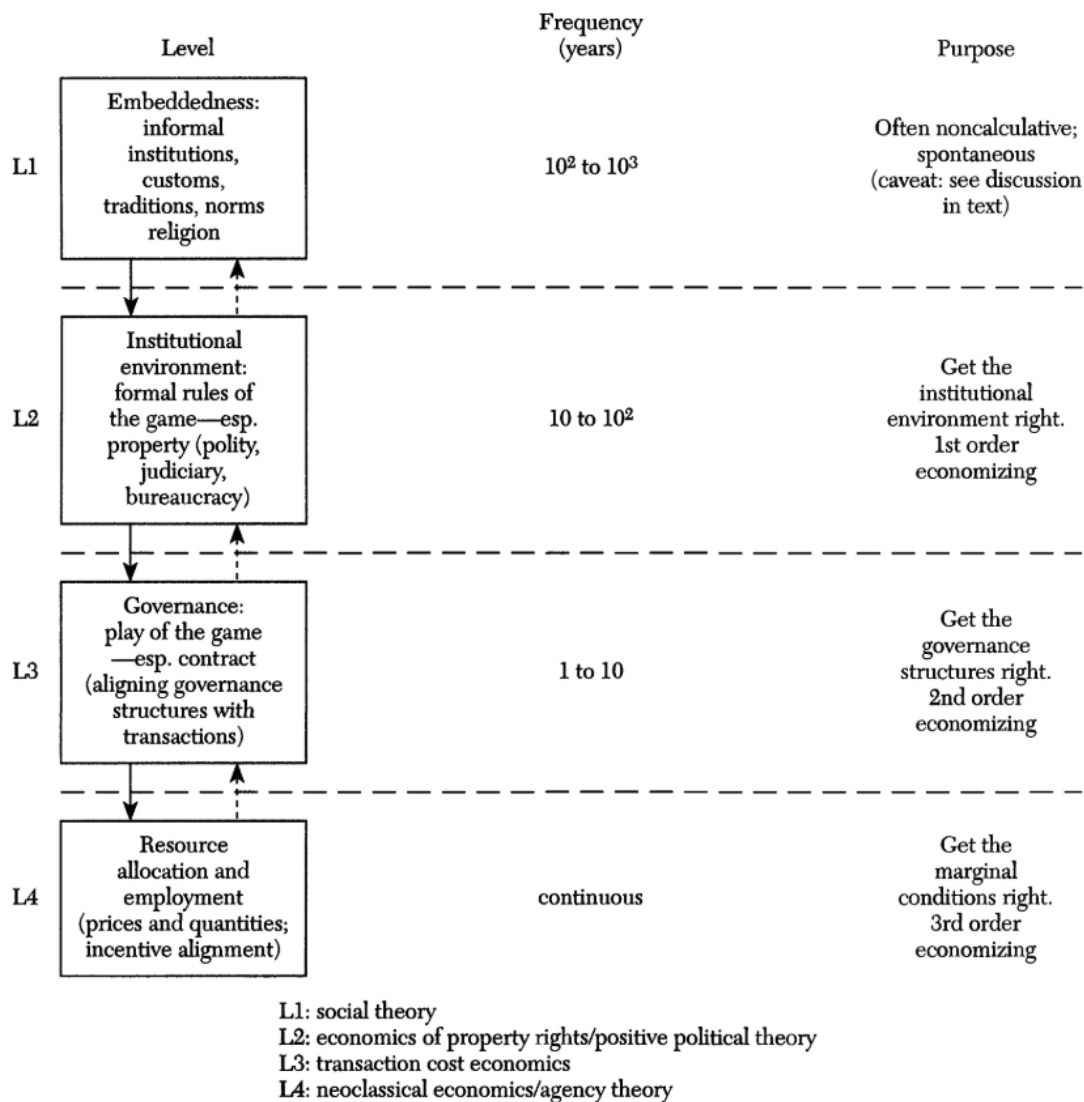 Level
Frequency
(years)
Purpose
L1
Embeddedness:
informal
institutions,
customs,
traditions, norms
religion
10² to 10³
Often noncalculative;
spontaneous
(caveat: see discussion
in text)
L2
Institutional
environment:
formal rules of
the game—esp.
property (polity,
judiciary,
bureaucracy)
10 to 10²
Get the
institutional
environment right.
1st order
economizing
L3
Governance:
play of the game
—esp. contract
(aligning governance
structures with
transactions)
1 to 10
Get the
governance
structures right.
2nd order
economizing
L4
Resource
allocation and
employment
(prices and quantities;
incentive alignment)
continuous
Get the
marginal
conditions right.
3rd order
economizing
L1: social theory
L2: economics of property rights/positive political theory
L3: transaction cost economics
L4: neoclassical economics/agency theory